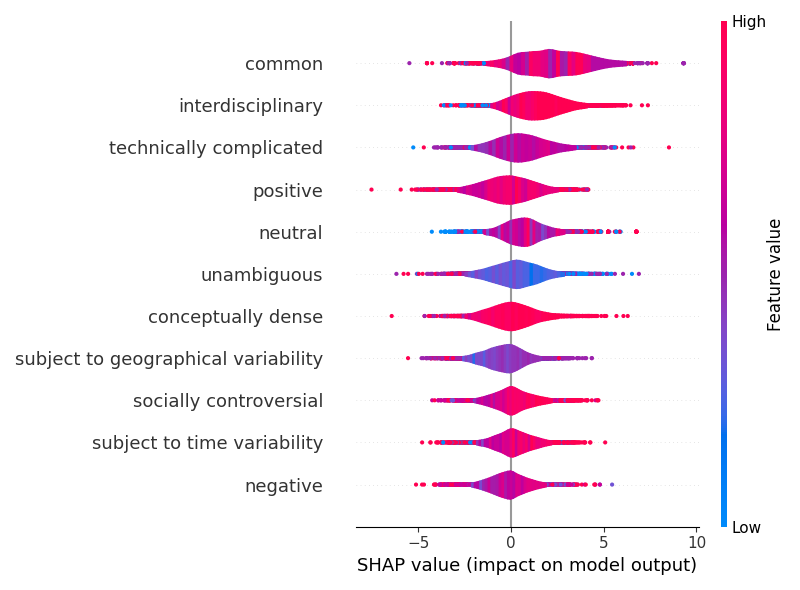 High
common
interdisciplinary
technically complicated
positive
neutral
unambiguous
conceptually dense
subject to geographical variability
socially controversial
subject to time variability
negative
Low
Feature value
−5 0 5 10
SHAP value (impact on model output)